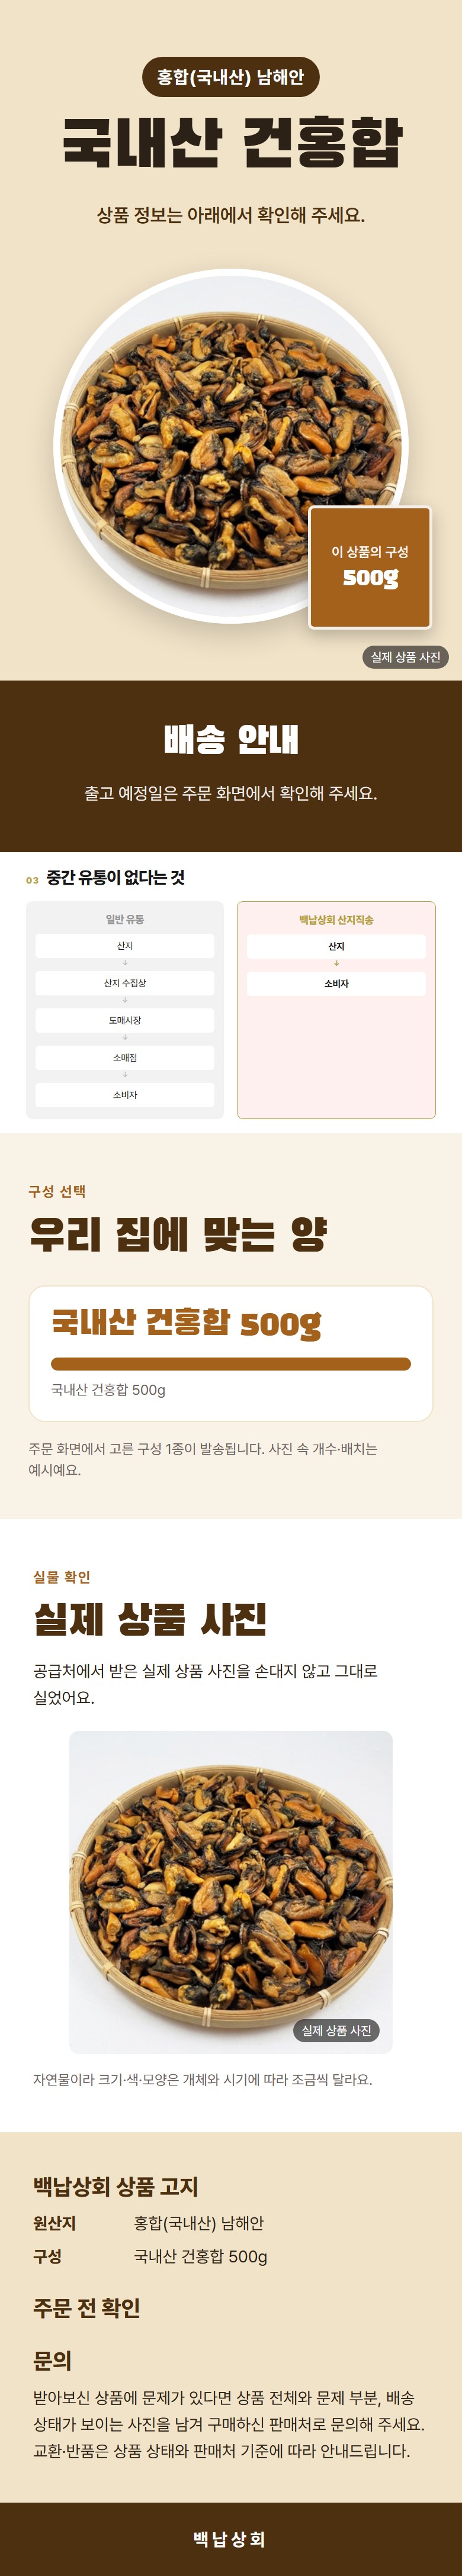 홍합(국내산) 남해안
국내산 건홍합
상품 정보는 아래에서 확인해 주세요.
이 상품의 구성
500g
실제 상품 사진
배송 안내
출고 예정일은 주문 화면에서 확인해 주세요.
03 중간 유통이 없다는 것
일반 유통
산지
↓
산지 수집상
↓
도매시장
↓
소매점
↓
소비자
백납상회 산지직송
산지
↓
소비자
구성 선택
우리 집에 맞는 양
국내산 건홍합 500g
국내산 건홍합 500g
주문 화면에서 고른 구성 1종이 발송됩니다. 사진 속 개수·배치는
예시예요.
실물 확인
실제 상품 사진
공급처에서 받은 실제 상품 사진을 손대지 않고 그대로
실었어요.
실제 상품 사진
자연물이라 크기·색·모양은 개체와 시기에 따라 조금씩 달라요.
백납상회 상품 고지
원산지 홍합(국내산) 남해안
구성 국내산 건홍합 500g
주문 전 확인
문의
받아보신 상품에 문제가 있다면 상품 전체와 문제 부분, 배송
상태가 보이는 사진을 남겨 구매하신 판매처로 문의해 주세요.
교환·반품은 상품 상태와 판매처 기준에 따라 안내드립니다.
백납상회